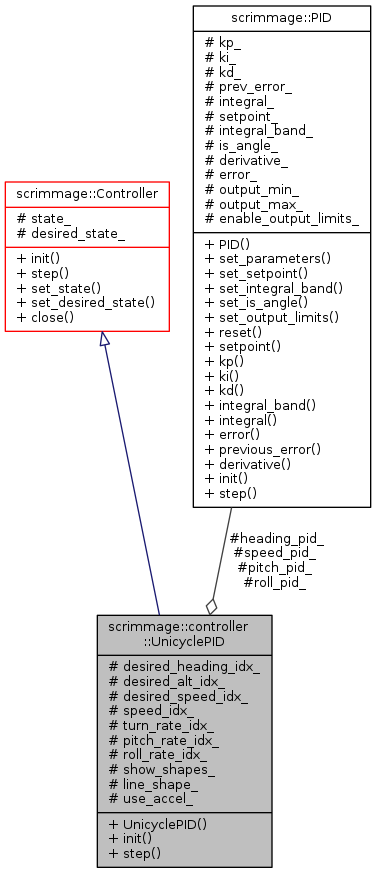 scrimmage::PID
# kp_
# ki_
# kd_
# prev_error_
# integral_
# setpoint_
# integral_band_
# is_angle_
# derivative_
# error_
# output_min_
# output_max_
# enable_output_limits_
+ PID()
+ set_parameters()
+ set_setpoint()
+ set_integral_band()
+ set_is_angle()
+ set_output_limits()
+ reset()
+ setpoint()
+ kp()
+ ki()
+ kd()
+ integral_band()
+ integral()
+ error()
+ previous_error()
+ derivative()
+ init()
+ step()
scrimmage::Controller
# state_
# desired_state_
+ init()
+ step()
+ set_state()
+ set_desired_state()
+ close()
#heading_pid_
#speed_pid_
#pitch_pid_
#roll_pid_
scrimmage::controller
::UnicyclePID
# desired_heading_idx_
# desired_alt_idx_
# desired_speed_idx_
# speed_idx_
# turn_rate_idx_
# pitch_rate_idx_
# roll_rate_idx_
# show_shapes_
# line_shape_
# use_accel_
+ UnicyclePID()
+ init()
+ step()